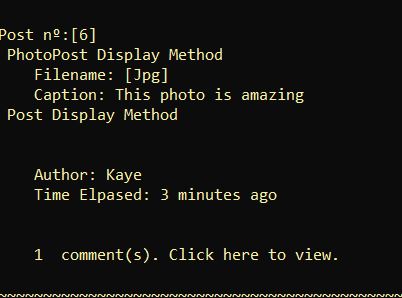 Post nº:[6]
PhotoPost Display Method
Filename: [Jpg]
Caption: This photo is amazing
Post Display Method
Author: Kaye
Time Elpased: 3 minutes ago
1  comment(s). Click here to view.
~~~~~~~~~~~~~~~~~~~~~~~~~~~~~~~~~~~~~~~~~~~~~